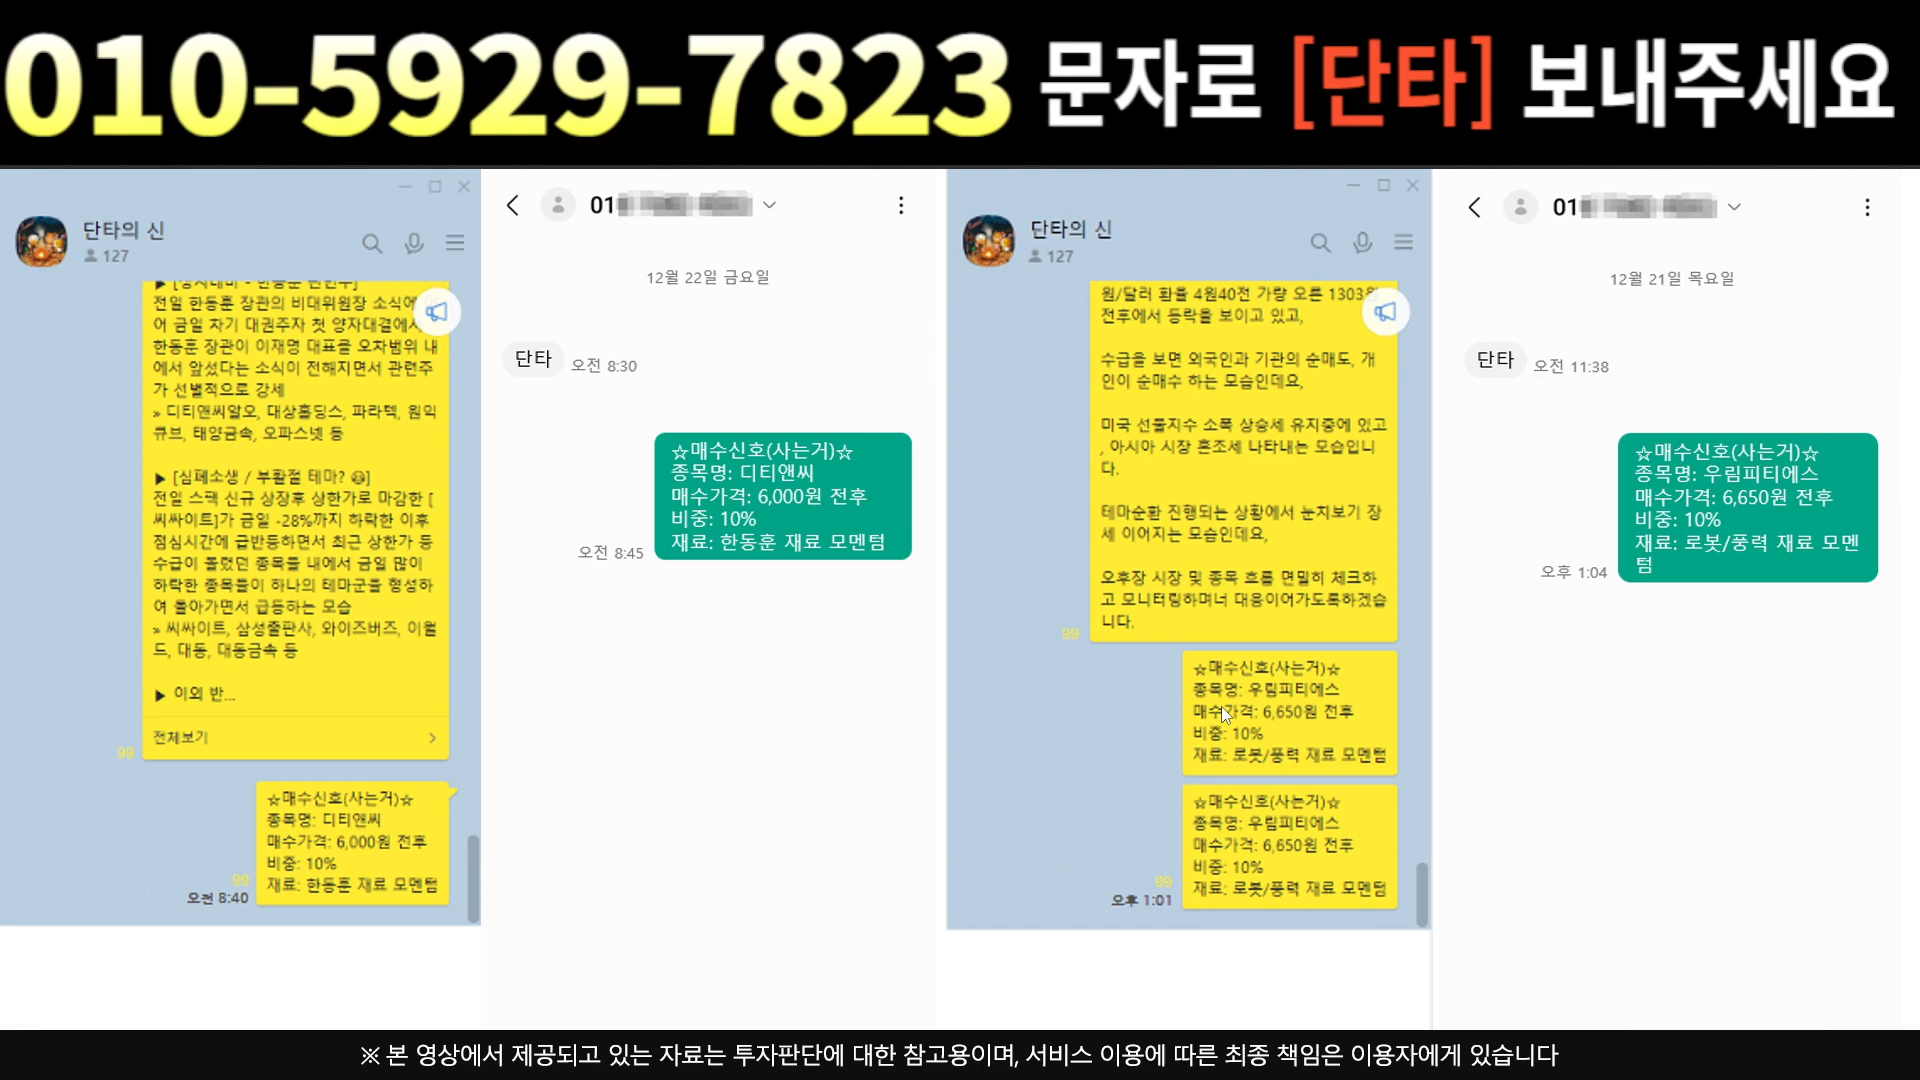 010-5929-7823 문자로 [단타] 보내주세요
단타의 신
127
전일 한동훈 장관의 비대위원장 소식에
어 금일 차기 대권주자 첫 양자대결에서
한동훈 장관이 이재명 대표를 오차범위 내
에서 앞섰다는 소식이 전해지면서 관련주
가 선별적으로 강세
» 디티앤씨알오, 대상홀딩스, 파라텍, 원익
큐브, 태양금속, 오파스넷 등
▶ [심폐소생 / 부활절 테마? 😆]
전일 스팩 신규 상장후 상한가로 마감한 [
씨싸이트]가 금일 -28%까지 하락한 이후
점심시간에 급반등하면서 최근 상한가 등
수급이 몰렸던 종목들 내에서 금일 많이
하락한 종목들이 하나의 테마군을 형성하
여 돌아가면서 급등하는 모습
» 씨싸이트, 삼성출판사, 와이즈버즈, 이월
드, 대동, 대동금속 등
▶ 이외 반...
전체보기
99
☆매수신호(사는거)☆
종목명: 디티앤씨
매수가격: 6,000원 전후
비중: 10%
재료: 한동훈 재료 모멘텀
99
오전 8:40
01
12월 22일 금요일
단타
오전 8:30
☆매수신호(사는거)☆
종목명: 디티앤씨
매수가격: 6,000원 전후
비중: 10%
재료: 한동훈 재료 모멘텀
오전 8:45
단타의 신
127
원/달러 환율 4원40전 가량 오른 1303원
전후에서 등락을 보이고 있고,
수급을 보면 외국인과 기관의 순매도, 개
인이 순매수 하는 모습인데요,
미국 선물지수 소폭 상승세 유지중에 있고
, 아시아 시장 혼조세 나타내는 모습입니
다.
테마순환 진행되는 상황에서 눈치보기 장
세 이어지는 모습인데요,
오후장 시장 및 종목 흐름 면밀히 체크하
고 모니터링하며너 대응이어가도록하겠습
니다.
99
☆매수신호(사는거)☆
종목명: 우림피티에스
매수가격: 6,650원 전후
비중: 10%
재료: 로봇/풍력 재료 모멘텀
☆매수신호(사는거)☆
종목명: 우림피티에스
매수가격: 6,650원 전후
비중: 10%
재료: 로봇/풍력 재료 모멘텀
99
오후 1:01
01
12월 21일 목요일
단타
오전 11:38
☆매수신호(사는거)☆
종목명: 우림피티에스
매수가격: 6,650원 전후
비중: 10%
재료: 로봇/풍력 재료 모멘
텀
오후 1:04
※ 본 영상에서 제공되고 있는 자료는 투자판단에 대한 참고용이며, 서비스 이용에 따른 최종 책임은 이용자에게 있습니다